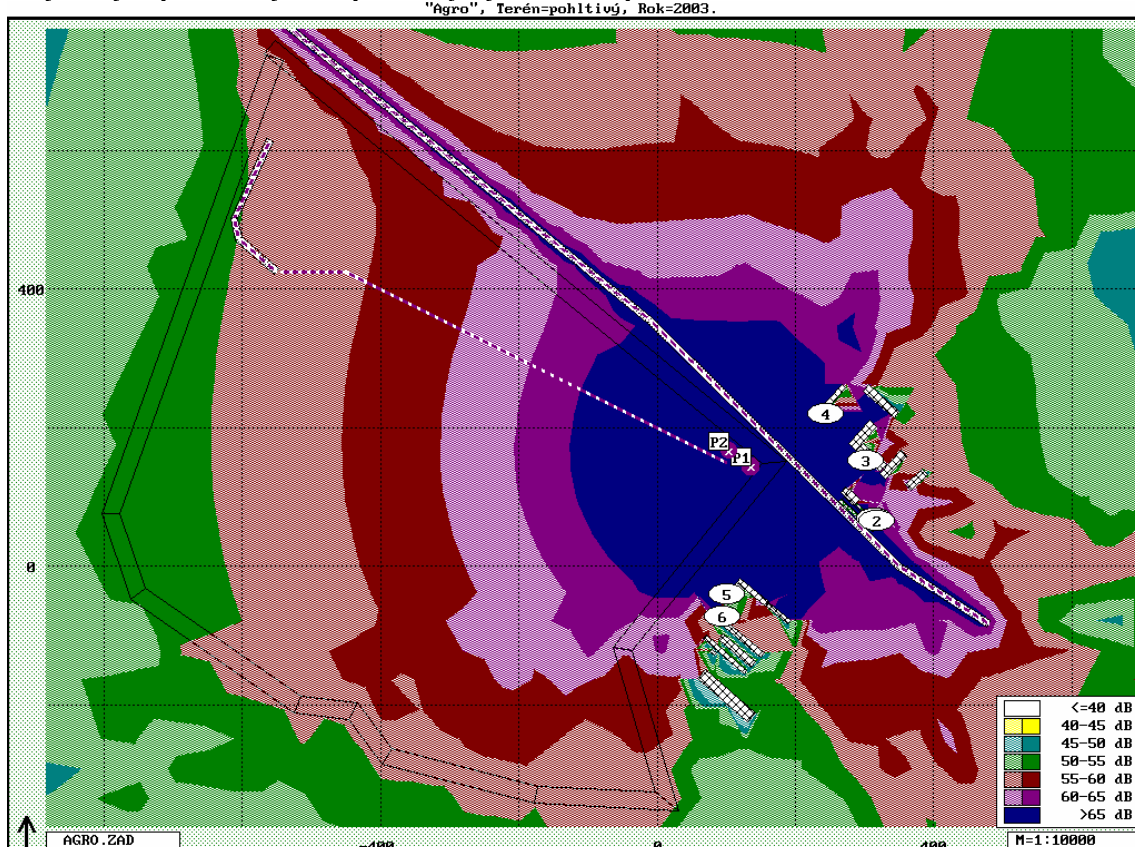 "Agro", Terén=pohltivý, Rok=2003.
400
4
P2
P1
3
2
0
5
6
<=40 dB
40-45 dB
45-50 dB
50-55 dB
55-60 dB
60-65 dB
>65 dB
AGRO.ZAD
-400
0
400
M=1:10000